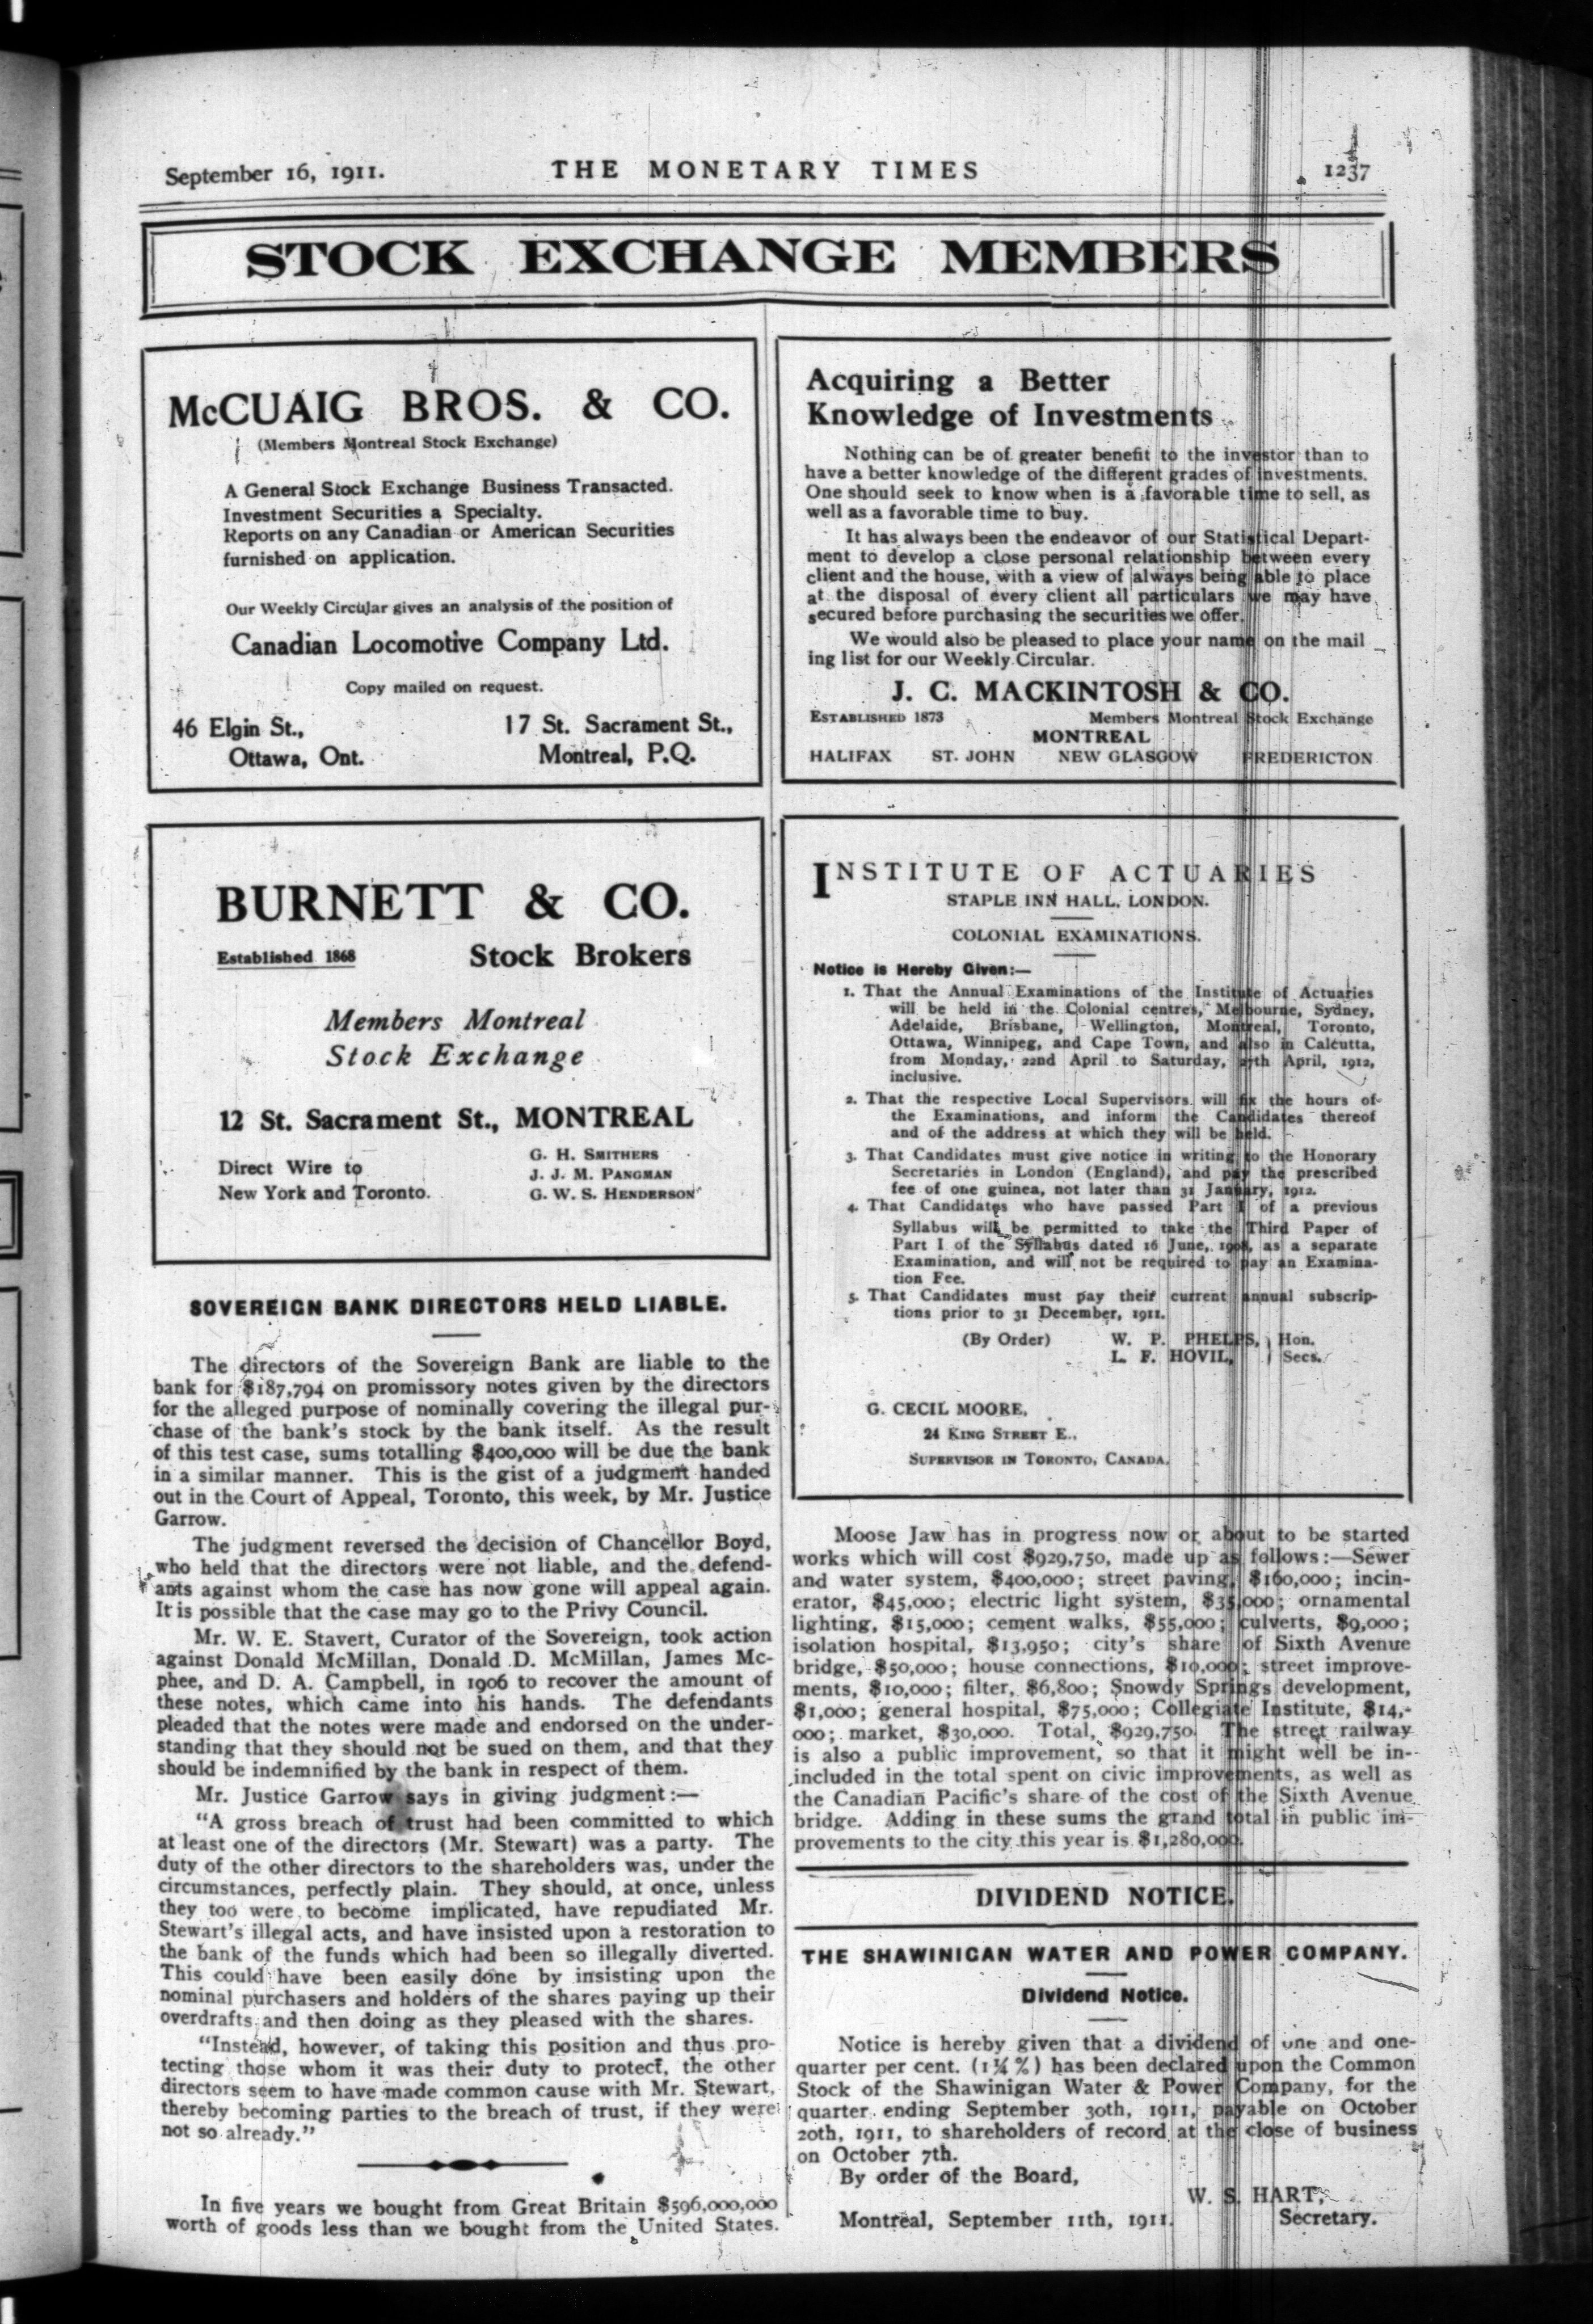 September 16, 1911.
THE MONETARY TIMES
1237
STOCK EXCHANGE MEMBERS
McCUAIG BROS. & CO.
(Members Montreal Stock Exchange)
A General Stock Exchange Business Transacted.
Investment Securities a Specialty.
Reports on any Canadian or American Securities
furnished on application.
Our Weekly Circular gives an analysis of the position of
Canadian Locomotive Company Ltd.
Copy mailed on request.
46 Elgin St.,
Ottawa, Ont.
17 St. Sacrament St.,
Montreal, P.Q.
BURNETT & CO.
Established 1868
Stock Brokers
Members Montreal
Stock Exchange
12 St. Sacrament St., MONTREAL
Direct Wire to
New York and Toronto.
G. H. SMITHERS
J. J. M. PANGMAN
G. W. S. HENDERSON
SOVEREIGN BANK DIRECTORS HELD LIABLE.
The directors of the Sovereign Bank are liable to the
bank for $187,794 on promissory notes given by the directors
for the alleged purpose of nominally covering the illegal pur-
chase of the bank's stock by the bank itself. As the result
of this test case, sums totalling $400,000 will be due the bank
in a similar manner. This is the gist of a judgment handed
out in the Court of Appeal, Toronto, this week, by Mr. Justice
Garrow.
The judgment reversed the decision of Chancellor Boyd,
who held that the directors were not liable, and the defend-
ants against whom the case has now gone will appeal again.
It is possible that the case may go to the Privy Council.
Mr. W. E. Stavert, Curator of the Sovereign, took action
against Donald McMillan, Donald D. McMillan, James Mc-
phee, and D. A. Campbell, in 1906 to recover the amount of
these notes, which came into his hands. The defendants
pleaded that the notes were made and endorsed on the under-
standing that they should not be sued on them, and that they
should be indemnified by the bank in respect of them.
Mr. Justice Garrow says in giving judgment:—
"A gross breach of trust had been committed to which
at least one of the directors (Mr. Stewart) was a party. The
duty of the other directors to the shareholders was, under the
circumstances, perfectly plain. They should, at once, unless
they too were to become implicated, have repudiated Mr.
Stewart's illegal acts, and have insisted upon a restoration to
the bank of the funds which had been so illegally diverted.
This could have been easily done by insisting upon the
nominal purchasers and holders of the shares paying up their
overdrafts and then doing as they pleased with the shares.
"Instead, however, of taking this position and thus pro-
tecting those whom it was their duty to protect, the other
directors seem to have made common cause with Mr. Stewart,
thereby becoming parties to the breach of trust, if they were
not so already."
In five years we bought from Great Britain $596,000,000
worth of goods less than we bought from the United States.
Acquiring a Better
Knowledge of Investments
Nothing can be of greater benefit to the investor than to
have a better knowledge of the different grades of investments.
One should seek to know when is a favorable time to sell, as
well as a favorable time to buy.
It has always been the endeavor of our Statistical Depart-
ment to develop a close personal relationship between every
client and the house, with a view of always being able to place
at the disposal of every client all particulars we may have
secured before purchasing the securities we offer.
We would also be pleased to place your name on the mail
ing list for our Weekly Circular.
J. C. MACKINTOSH & CO.
ESTABLISHED 1873
Members Montreal Stock Exchange
MONTREAL
HALIFAX ST. JOHN NEW GLASGOW FREDERICTON
INSTITUTE OF ACTUARIES
STAPLE INN HALL, LONDON.
COLONIAL EXAMINATIONS.
Notice is Hereby Given:—
1. That the Annual Examinations of the Institute of Actuaries
will be held in the Colonial centres, Melbourne, Sydney,
Adelaide, Brisbane, Wellington, Montreal, Toronto,
Ottawa, Winnipeg, and Cape Town, and also in Calcutta,
from Monday, 22nd April to Saturday, 27th April, 1912,
inclusive.
2. That the respective Local Supervisors will fix the hours of
the Examinations, and inform the Candidates thereof
and of the address at which they will be held.
3. That Candidates must give notice in writing to the Honorary
Secretaries in London (England), and pay the prescribed
fee of one guinea, not later than 31 January, 1912.
4. That Candidates who have passed Part I of a previous
Syllabus will be permitted to take the Third Paper of
Part I of the Syllabus dated 16 June, 1908, as a separate
Examination, and will not be required to pay an Examina-
tion Fee.
5. That Candidates must pay their current annual subscrip-
tions prior to 31 December, 1911.
(By Order) W. P. PHELPS, } Hon.
L. F. HOVIL, } Secs.
G. CECIL MOORE,
24 KING STREET E.,
SUPERVISOR IN TORONTO, CANADA.
Moose Jaw has in progress now or about to be started
works which will cost $929,750, made up as follows:—Sewer
and water system, $400,000; street paving, $160,000; incin-
erator, $45,000; electric light system, $35,000; ornamental
lighting, $15,000; cement walks, $55,000; culverts, $9,000;
isolation hospital, $13,950; city's share of Sixth Avenue
bridge, $50,000; house connections, $10,000; street improve-
ments, $10,000; filter, $6,800; Snowdy Springs development,
$1,000; general hospital, $75,000; Collegiate Institute, $14,-
000; market, $30,000. Total, $929,750. The street railway
is also a public improvement, so that it might well be in-
included in the total spent on civic improvements, as well as
the Canadian Pacific's share of the cost of the Sixth Avenue
bridge. Adding in these sums the grand total in public im-
provements to the city this year is $1,280,000.
DIVIDEND NOTICE.
THE SHAWINIGAN WATER AND POWER COMPANY.
Dividend Notice.
Notice is hereby given that a dividend of one and one-
quarter per cent. (1¼%) has been declared upon the Common
Stock of the Shawinigan Water & Power Company, for the
quarter ending September 30th, 1911, payable on October
20th, 1911, to shareholders of record at the close of business
on October 7th.
By order of the Board,
W. S. HART,
Montreal, September 11th, 1911. Secretary.